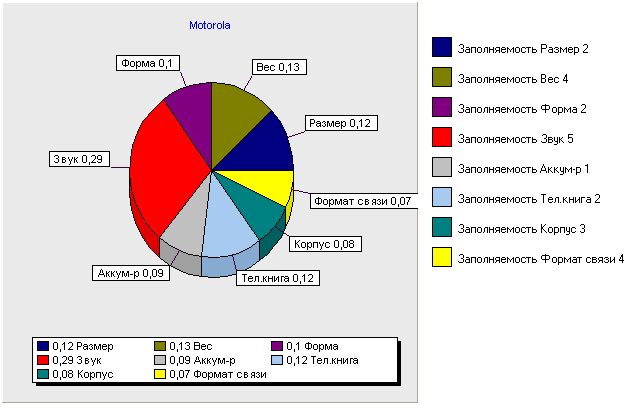 Motorola
Форма 0,1
Вес 0,13
Размер 0,12
Звук 0,29
Формат связи 0,07
Корпус 0,08
Аккум-р 0,09
Тел.книга 0,12
0,12 Размер
0,13 Вес
0,1 Форма
0,29 Звук
0,09 Аккум-р
0,12 Тел.книга
0,08 Корпус
0,07 Формат связи
Заполняемость Размер 2
Заполняемость Вес 4
Заполняемость Форма 2
Заполняемость Звук 5
Заполняемость Аккум-р 1
Заполняемость Тел.книга 2
Заполняемость Корпус 3
Заполняемость Формат связи 4